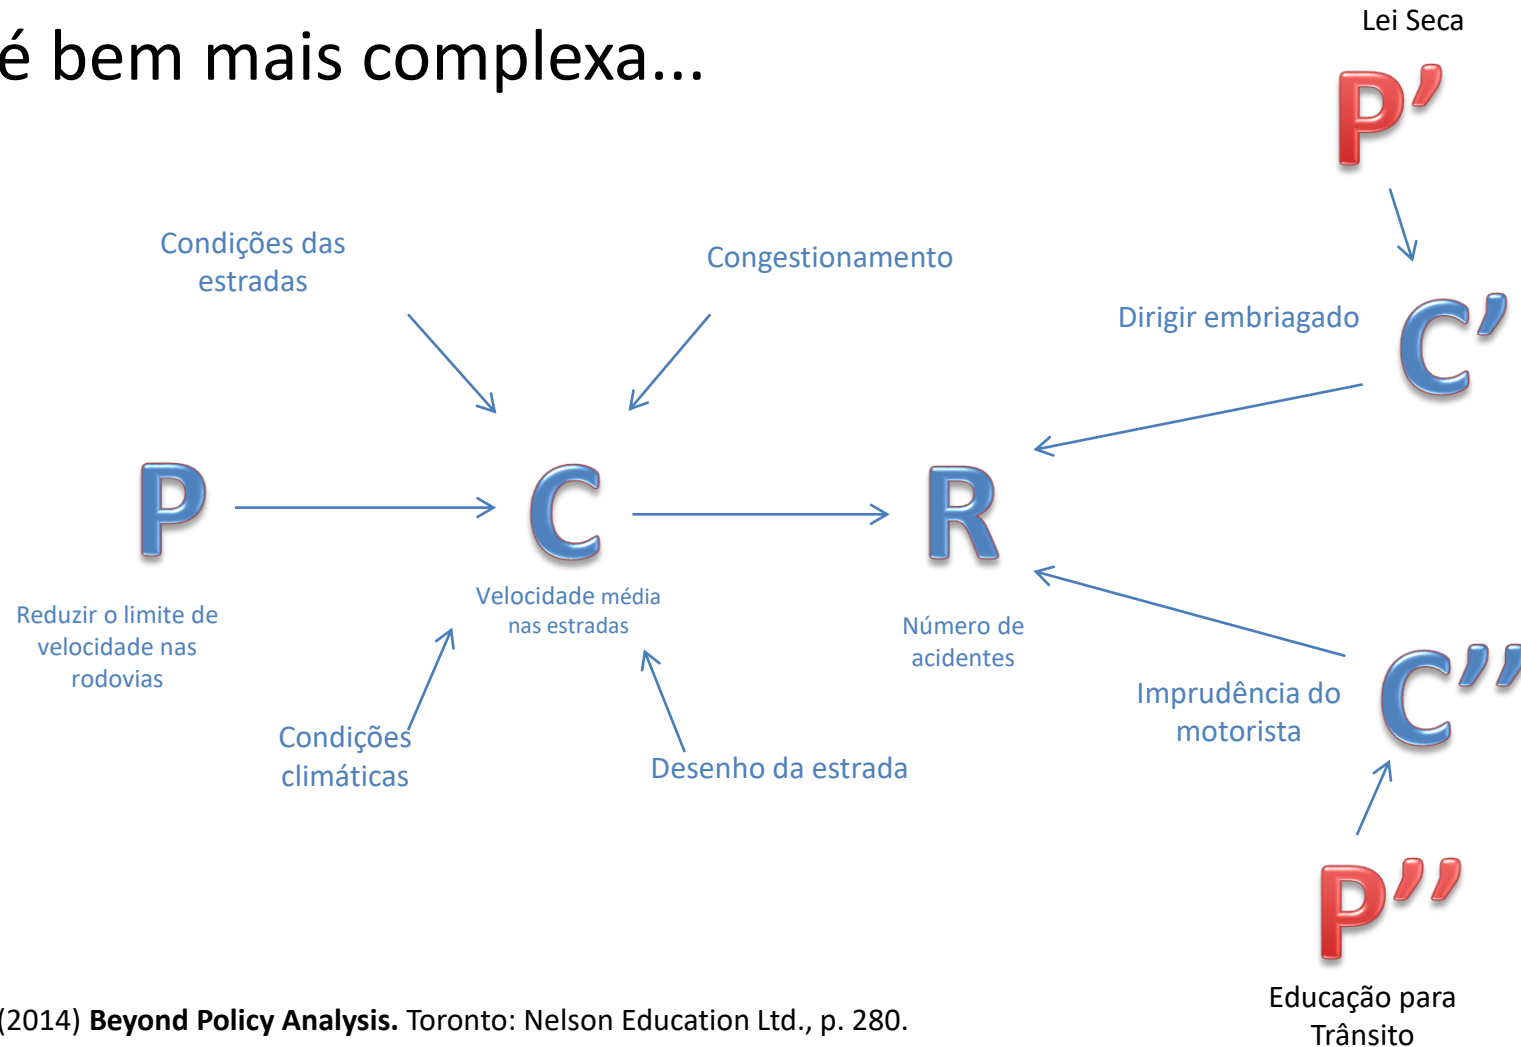 é bem mais complexa...
Lei Seca
P'
Condições das
estradas
Congestionamento
Dirigir embriagado
C'
P
C
R
Reduzir o limite de
velocidade nas
rodovias
Velocidade média
nas estradas
Número de
acidentes
Condições
climáticas
Desenho da estrada
Imprudência do
motorista
C''
P''
Educação para
Trânsito
(2014) Beyond Policy Analysis. Toronto: Nelson Education Ltd., p. 280.